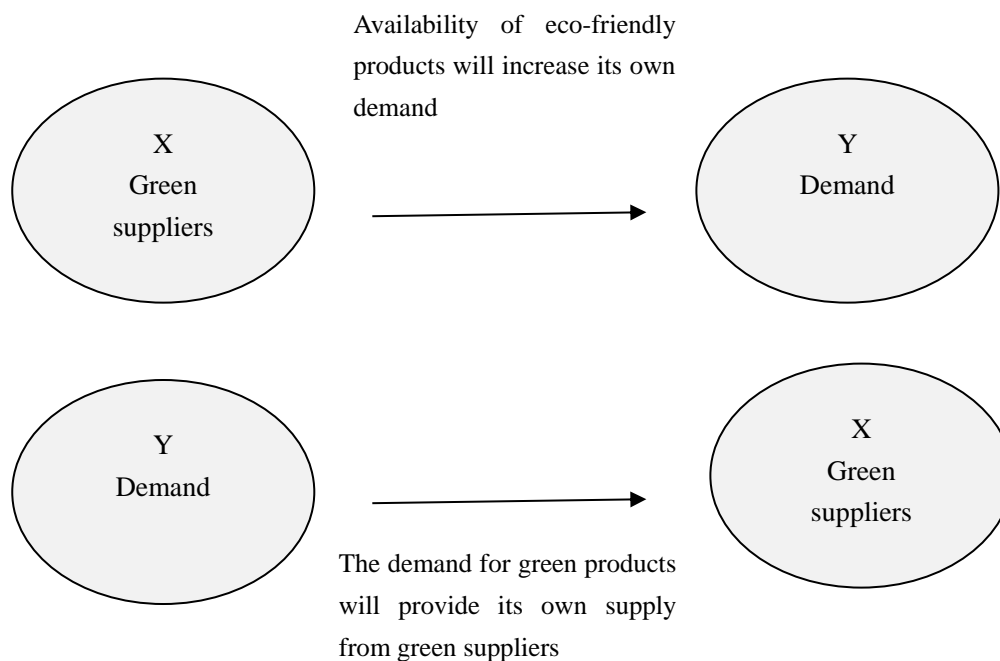 Availability of eco-friendly
products will increase its own
demand
X
Green
suppliers
Y
Demand
Y
Demand
X
Green
suppliers
The demand for green products
will provide its own supply
from green suppliers